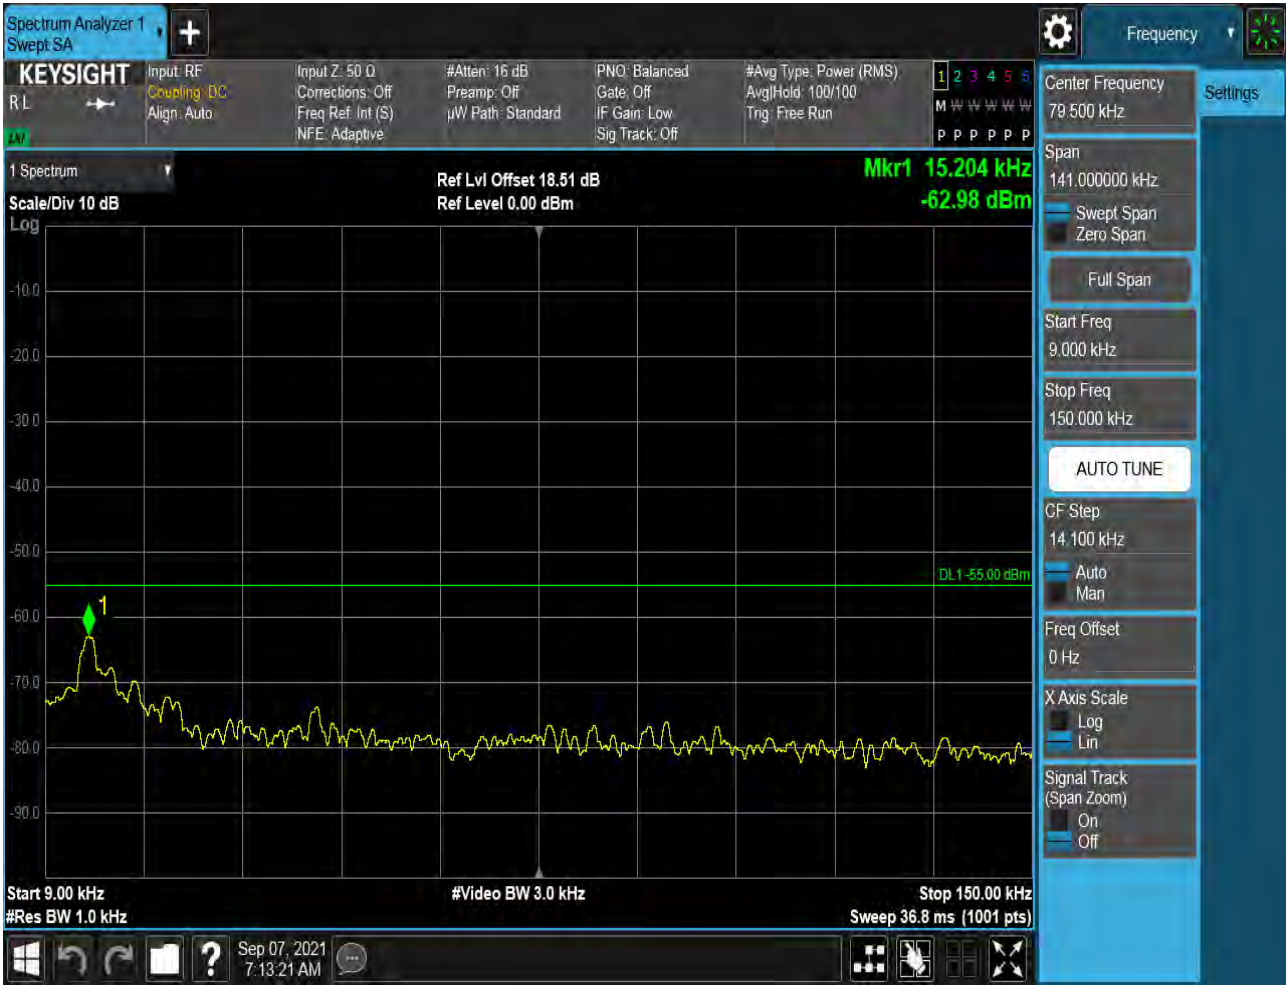 Spectrum Analyzer 1
Swept SA
+
Frequency
KEYSIGHT
R L
LXI
Input: RF
Coupling: DC
Align: Auto
Input Z: 50 Ω
Corrections: Off
Freq Ref: Int (S)
NFE: Adaptive
#Atten: 16 dB
Preamp: Off
µW Path: Standard
PNO: Balanced
Gate: Off
IF Gain: Low
Sig Track: Off
#Avg Type: Power (RMS)
Avg|Hold: 100/100
Trig: Free Run
1 2 3 4 5 6
M W W W W W
P P P P P P
1 Spectrum
Scale/Div 10 dB
Log
Ref Lvl Offset 18.51 dB
Ref Level 0.00 dBm
Mkr1 15.204 kHz
-62.98 dBm
-10.0
-20.0
-30.0
-40.0
-50.0
DL1 -55.00 dBm
1
-60.0
-70.0
-80.0
-90.0
Start 9.00 kHz
#Res BW 1.0 kHz
#Video BW 3.0 kHz
Stop 150.00 kHz
Sweep 36.8 ms (1001 pts)
?
Sep 07, 2021
7:13:21 AM
Center Frequency
79.500 kHz
Settings
Span
141.000000 kHz
Swept Span
Zero Span
Full Span
Start Freq
9.000 kHz
Stop Freq
150.000 kHz
AUTO TUNE
CF Step
14.100 kHz
Auto
Man
Freq Offset
0 Hz
X Axis Scale
Log
Lin
Signal Track
(Span Zoom)
On
Off